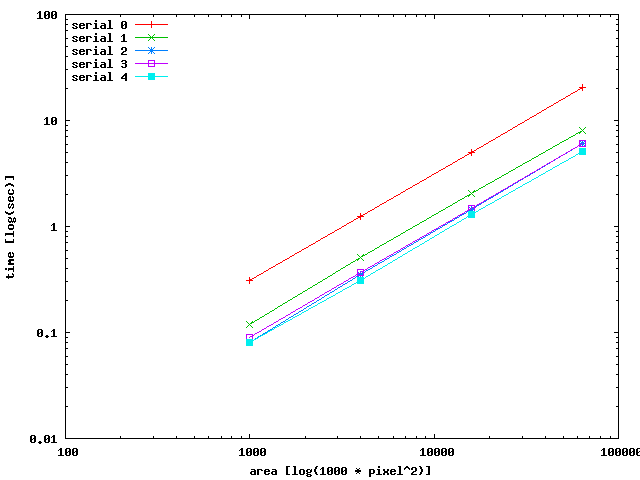 100
10
1
0.1
0.01
time [log(sec)]
serial 0
serial 1
serial 2
serial 3
serial 4
100
1000
10000
100000
area [log(1000 * pixel^2)]